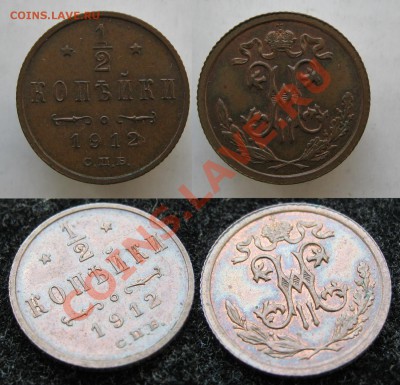 COINS.LAVE.RU
* 1/2 *
КОПѢЙКИ
1912
С.П.Б.
COINS.LAVE.RU
1/2
КОПѢЙКИ
1912
С.П.Б.
COINS.LAVE.RU